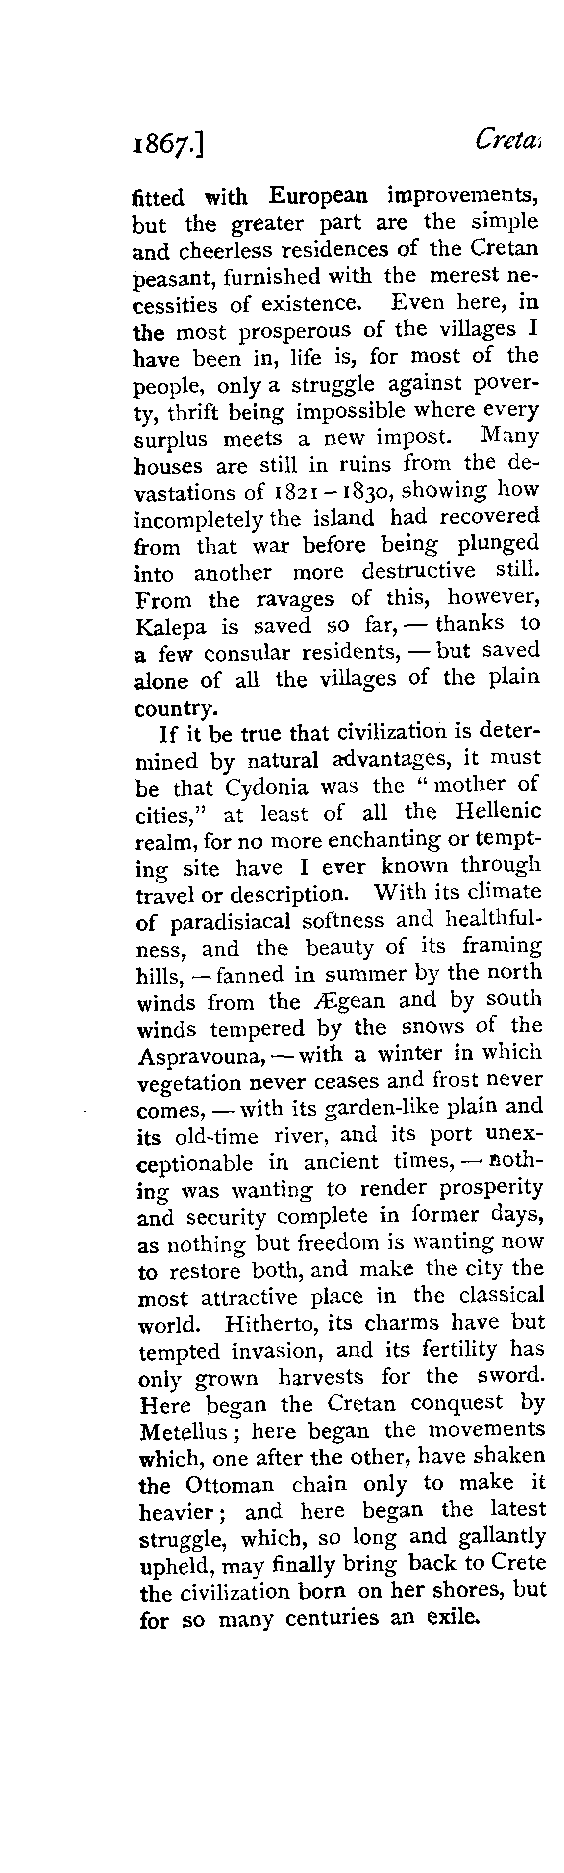 1867.] Creta
fitted with European improvements,
but the greater part are the simple
and cheerless residences of the Cretan
peasant, furnished with the merest ne-
cessities of existence. Even here, in
the most prosperous of the villages I
have been in, life is, for most of the
people, only a struggle against pover-
ty, thrift being impossible where every
surplus meets a new impost. Many
houses are still in ruins from the de-
vastations of 1821 – 1830, showing how
incompletely the island had recovered
from that war before being plunged
into another more destructive still.
From the ravages of this, however,
Kalepa is saved so far, — thanks to
a few consular residents, — but saved
alone of all the villages of the plain
country.
If it be true that civilization is deter-
mined by natural advantages, it must
be that Cydonia was the “mother of
cities,” at least of all the Hellenic
realm, for no more enchanting or tempt-
ing site have I ever known through
travel or description. With its climate
of paradisiacal softness and healthful-
ness, and the beauty of its framing
hills, — fanned in summer by the north
winds from the Ægean and by south
winds tempered by the snows of the
Aspravouna, — with a winter in which
vegetation never ceases and frost never
comes, — with its garden-like plain and
its old-time river, and its port unex-
ceptionable in ancient times, — noth-
ing was wanting to render prosperity
and security complete in former days,
as nothing but freedom is wanting now
to restore both, and make the city the
most attractive place in the classical
world. Hitherto, its charms have but
tempted invasion, and its fertility has
only grown harvests for the sword.
Here began the Cretan conquest by
Metellus ; here began the movements
which, one after the other, have shaken
the Ottoman chain only to make it
heavier ; and here began the latest
struggle, which, so long and gallantly
upheld, may finally bring back to Crete
the civilization born on her shores, but
for so many centuries an exile.